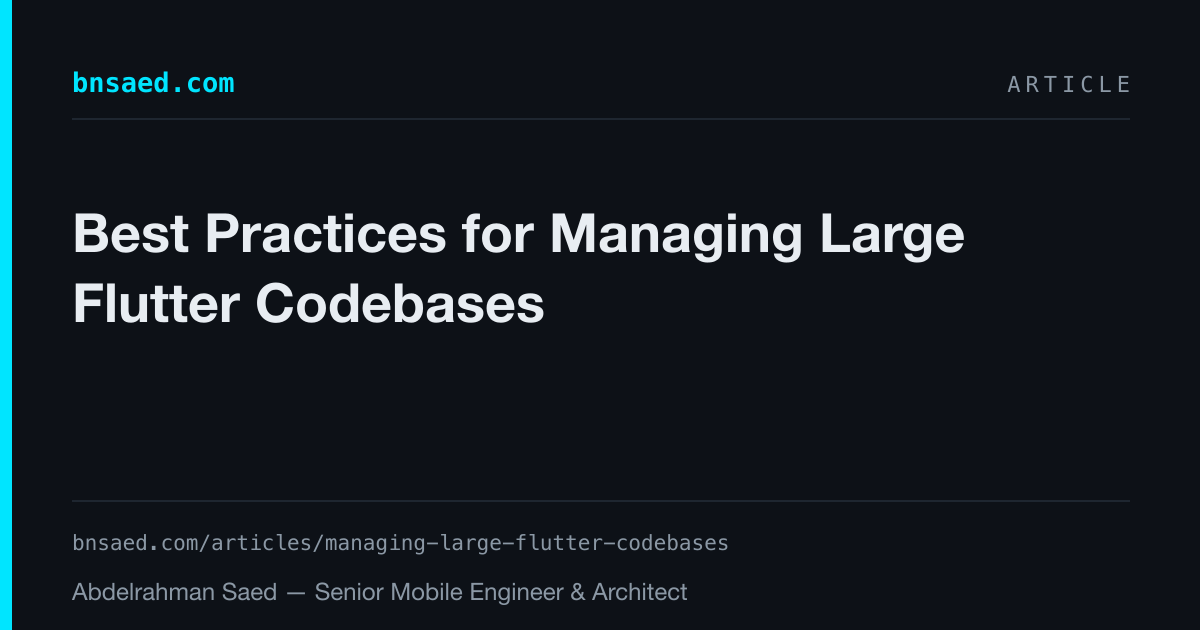 bnsaed.com
ARTICLE
Best Practices for Managing Large
Flutter Codebases
bnsaed.com/articles/managing-large-flutter-codebases
Abdelrahman Saed — Senior Mobile Engineer & Architect